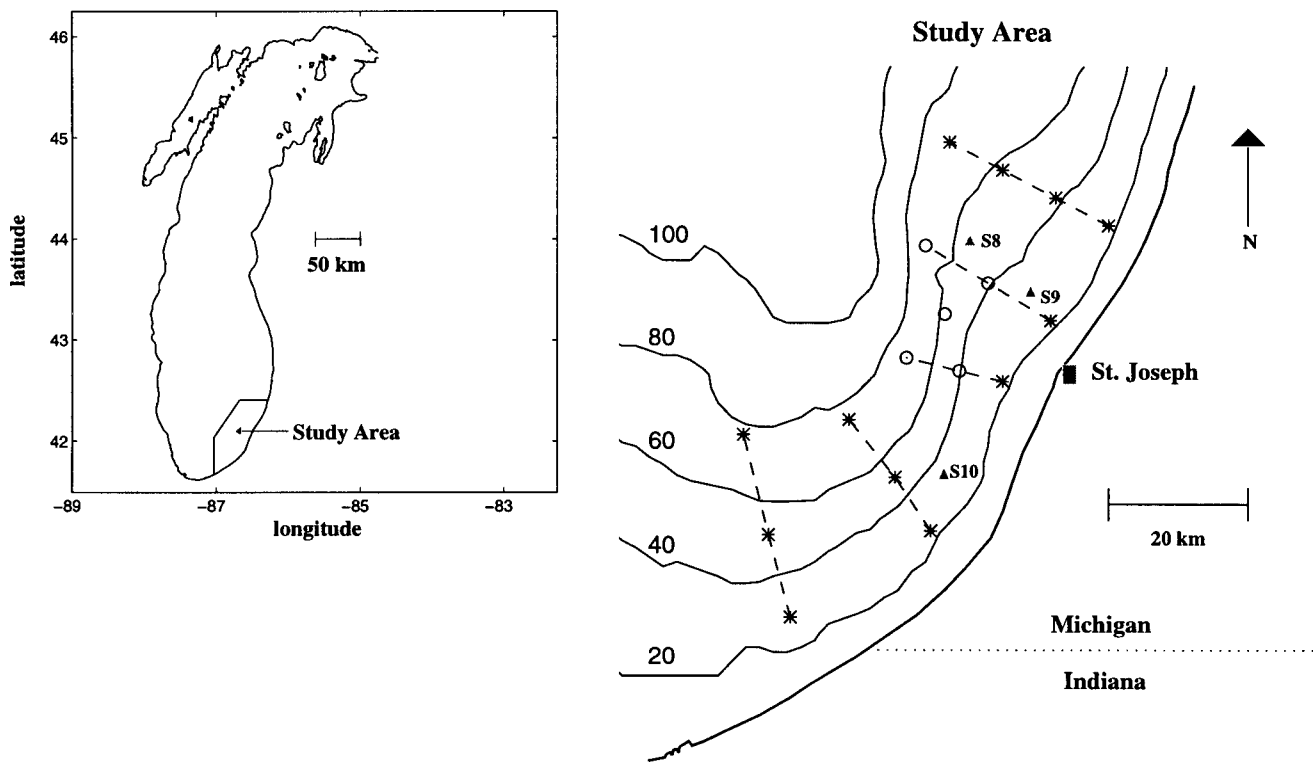 46
45
44
43
42
−89
−87
−85
−83
latitude
longitude
50 km
Study Area
Study Area
100
80
60
40
20
S8
S9
S10
St. Joseph
N
20 km
Michigan
Indiana